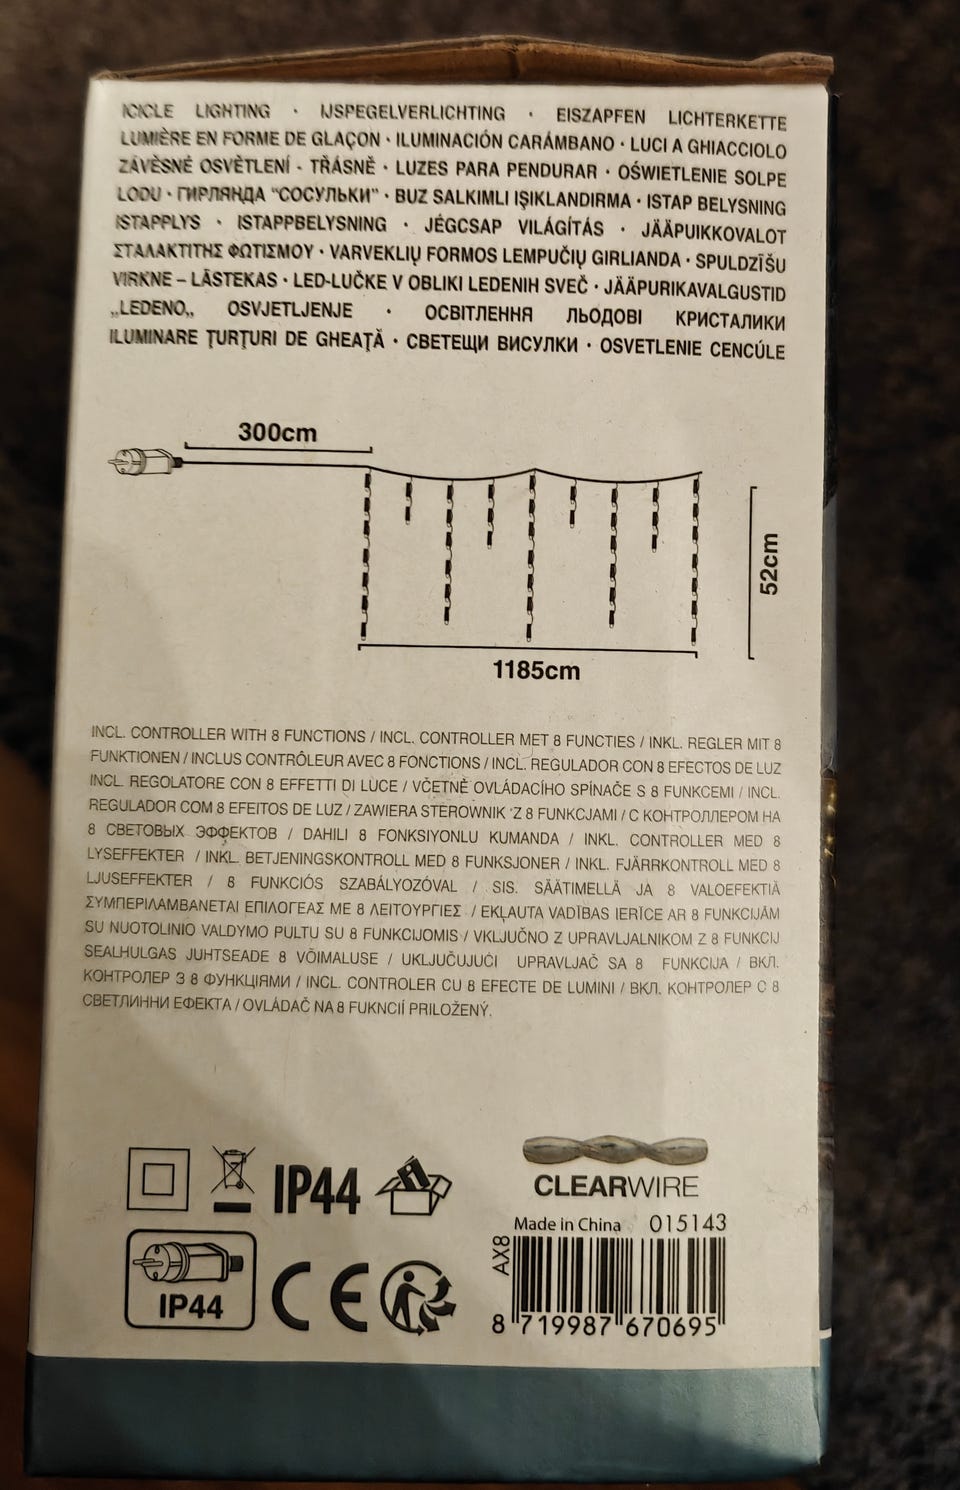 ICICLE LIGHTING · IJSPEGELVERLICHTING · EISZAPFEN LICHTERKETTE
LUMIÈRE EN FORME DE GLAÇON · ILUMINACIÓN CARÁMBANO · LUCI A GHIACCIOLO
ZÁVĚSNÉ OSVĚTLENÍ - TŘÁSNĚ · LUZES PARA PENDURAR · OŚWIETLENIE SOLPE
LODU · ГИРЛЯНДА "СОСУЛЬКИ" · BUZ SALKIMLI IŞIKLANDIRMA · ISTAP BELYSNING
ISTAPPLYS · ISTAPPBELYSNING · JÉGCSAP VILÁGÍTÁS · JÄÄPUIKKOVALOT
ΣΤΑΛΑΚΤΙΤΗΣ ΦΩΤΙΣΜΟΥ · VARVEKLIŲ FORMOS LEMPUČIŲ GIRLIANDA · SPULDZĪŠU
VIRKNE – LĀSTEKAS · LED-LUČKE V OBLIKI LEDENIH SVEČ · JÄÄPURIKAVALGUSTID
„LEDENO„ OSVJETLJENJE · ОСВІТЛЕННЯ ЛЬОДОВІ КРИСТАЛИКИ
ILUMINARE ŢURŢURI DE GHEAŢĂ · СВЕТЕЩИ ВИСУЛКИ · OSVETLENIE CENCÚLE
300cm
52cm
1185cm
INCL. CONTROLLER WITH 8 FUNCTIONS / INCL. CONTROLLER MET 8 FUNCTIES / INKL. REGLER MIT 8
FUNKTIONEN / INCLUS CONTRÔLEUR AVEC 8 FONCTIONS / INCL. REGULADOR CON 8 EFECTOS DE LUZ
INCL. REGOLATORE CON 8 EFFETTI DI LUCE / VČETNĚ OVLÁDACÍHO SPÍNAČE S 8 FUNKCEMI / INCL.
REGULADOR COM 8 EFEITOS DE LUZ / ZAWIERA STEROWNIK 'Z 8 FUNKCJAMI / С КОНТРОЛЛЕРОМ НА
8 СВЕТОВЫХ ЭФФЕКТОВ / DAHILI 8 FONKSIYONLU KUMANDA / INKL. CONTROLLER MED 8
LYSEFFEKTER / INKL. BETJENINGSKONTROLL MED 8 FUNKSJONER / INKL. FJÄRRKONTROLL MED 8
LJUSEFFEKTER / 8 FUNKCIÓS SZABÁLYOZÓVAL / SIS. SÄÄTIMELLÄ JA 8 VALOEFEKTIÄ
ΣΥΜΠΕΡΙΛΑΜΒΑΝΕΤΑΙ ΕΠΙΛΟΓΕΑΣ ΜΕ 8 ΛΕΙΤΟΥΡΓΙΕΣ / EKĻAUTA VADĪBAS IERĪCE AR 8 FUNKCIJĀM
SU NUOTOLINIO VALDYMO PULTU SU 8 FUNKCIJOMIS / VKLJUČNO Z UPRAVLJALNIKOM Z 8 FUNKCIJ
SEALHULGAS JUHTSEADE 8 VÕIMALUSE / UKLJUČUJUĆI UPRAVLJAČ SA 8 FUNKCIJA / ВКЛ.
КОНТРОЛЕР З 8 ФУНКЦІЯМИ / INCL. CONTROLER CU 8 EFECTE DE LUMINI / ВКЛ. КОНТРОЛЕР С 8
СВЕТЛИННИ ЕФЕКТА / OVLÁDAČ NA 8 FUKNCIÍ PRILOŽENÝ.
IP44
CLEARWIRE
Made in China 015143
AX8
IP44
CE
8 719987 670695